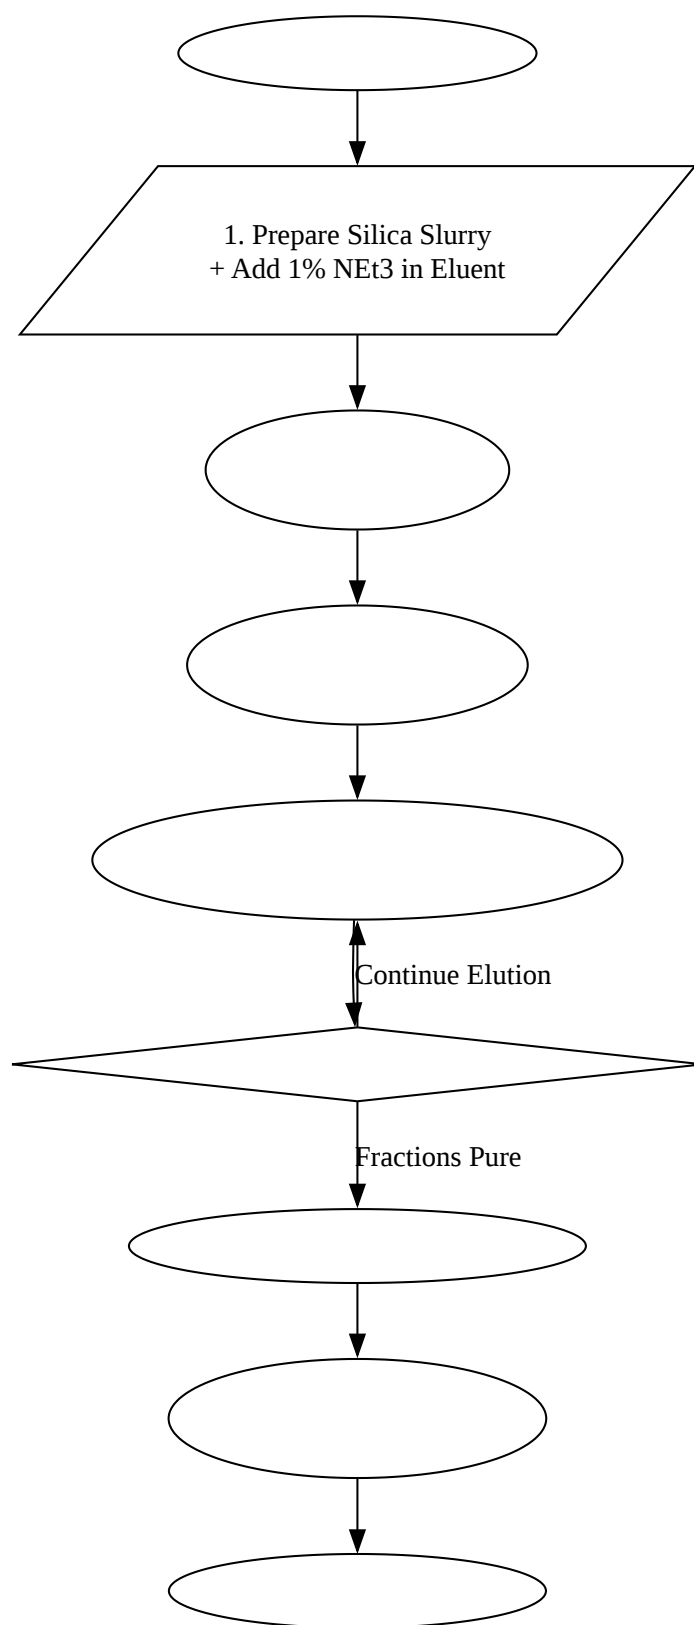 1. Prepare Silica Slurry
+ Add 1% NEt3 in Eluent
Continue Elution
Fractions Pure